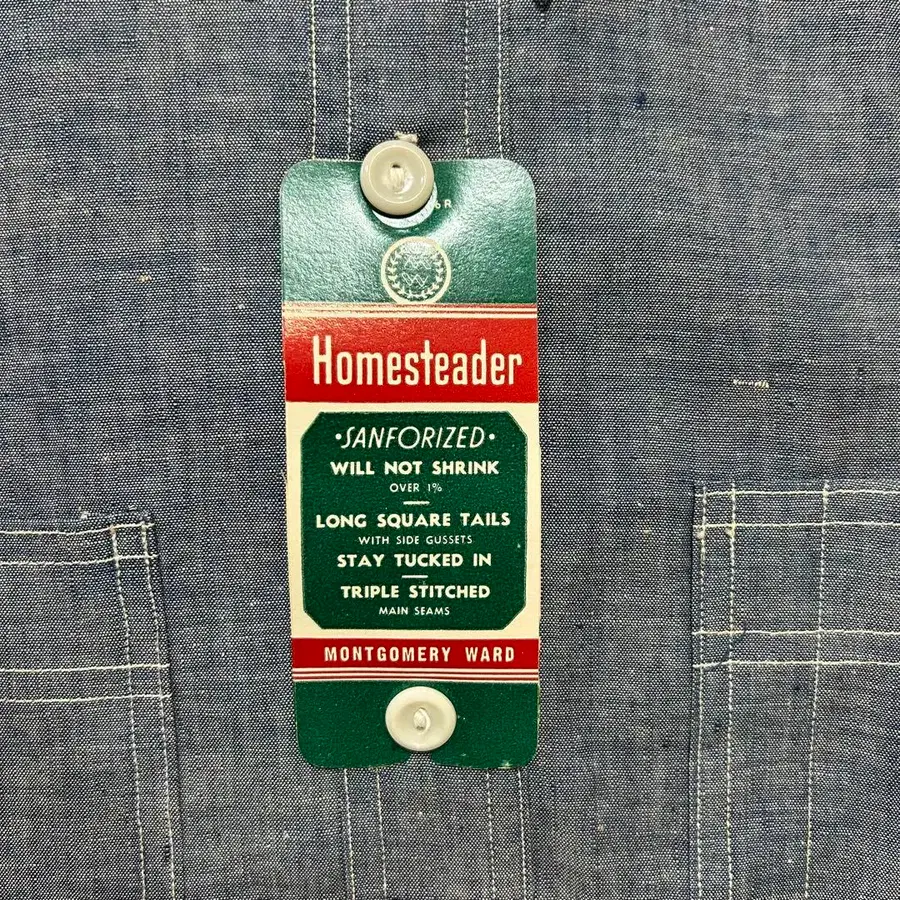 Homesteader
•SANFORIZED•
WILL NOT SHRINK
OVER 1%
LONG SQUARE TAILS
WITH SIDE GUSSETS
STAY TUCKED IN
TRIPLE STITCHED
MAIN SEAMS
MONTGOMERY WARD